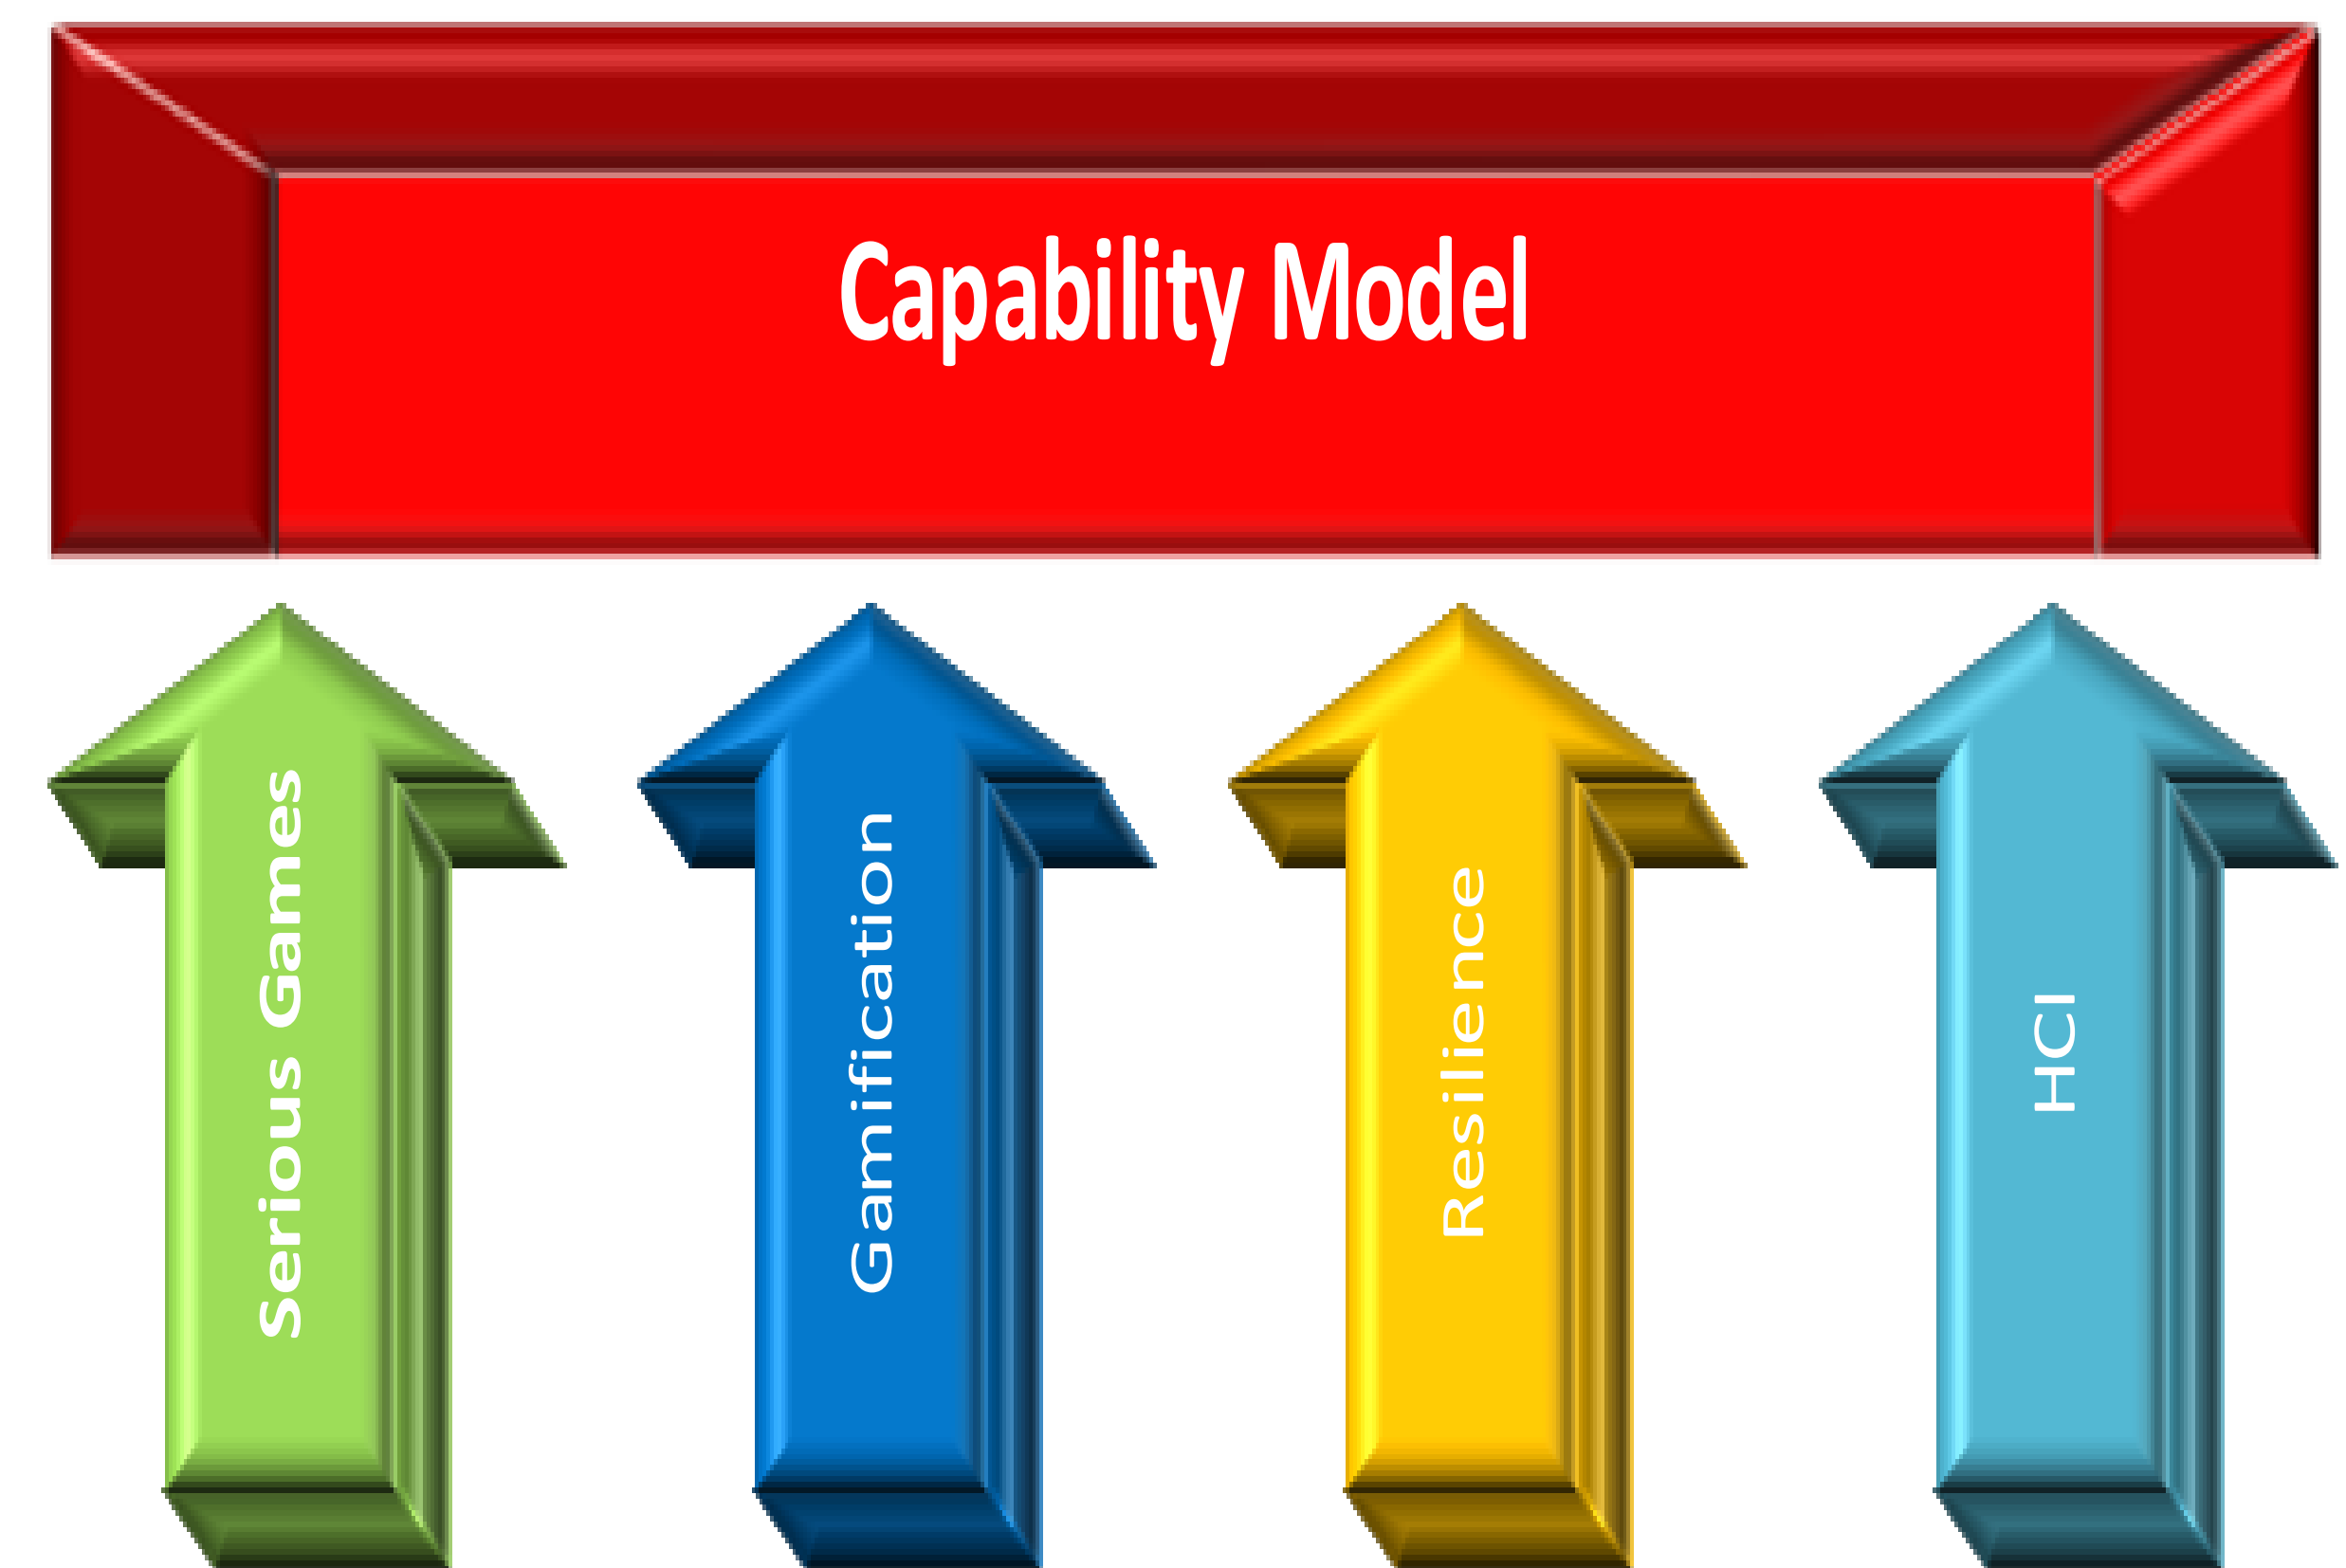 Capability Model
Serious Games
Gamification
Resilience
HCI